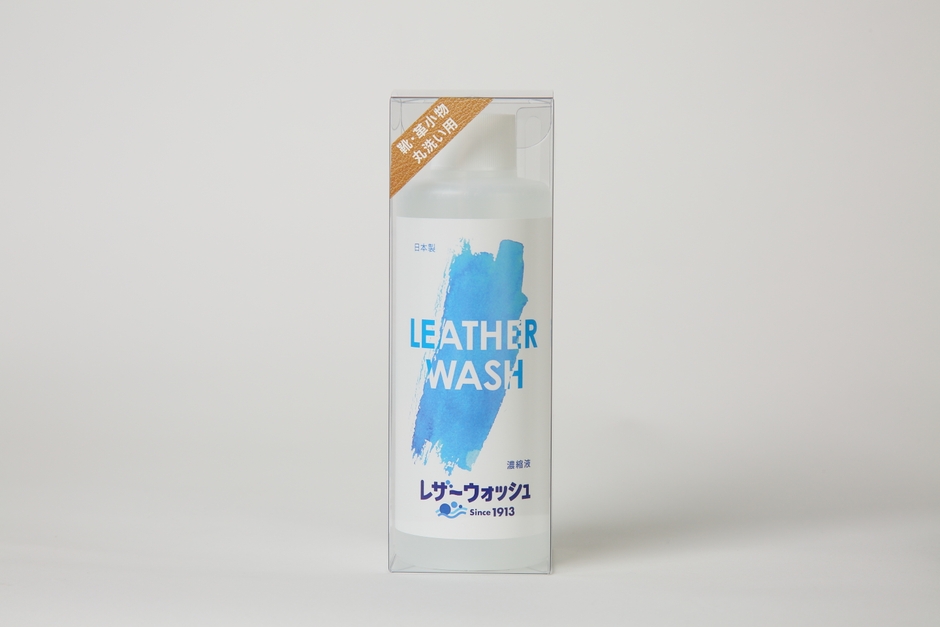 靴・革小物
丸洗い用
日本製
LEATHER
WASH
濃縮液
レザーウォッシュ
Since 1913